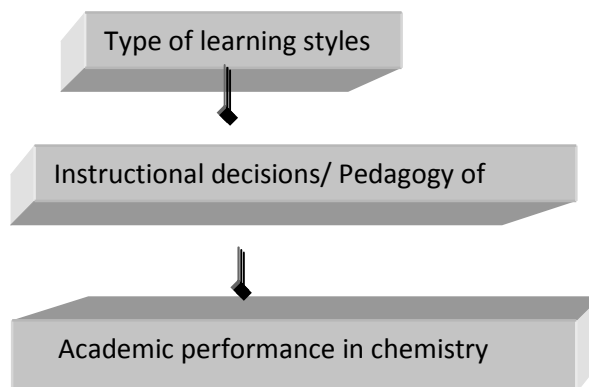 Type of learning styles
Instructional decisions/ Pedagogy of
Academic performance in chemistry